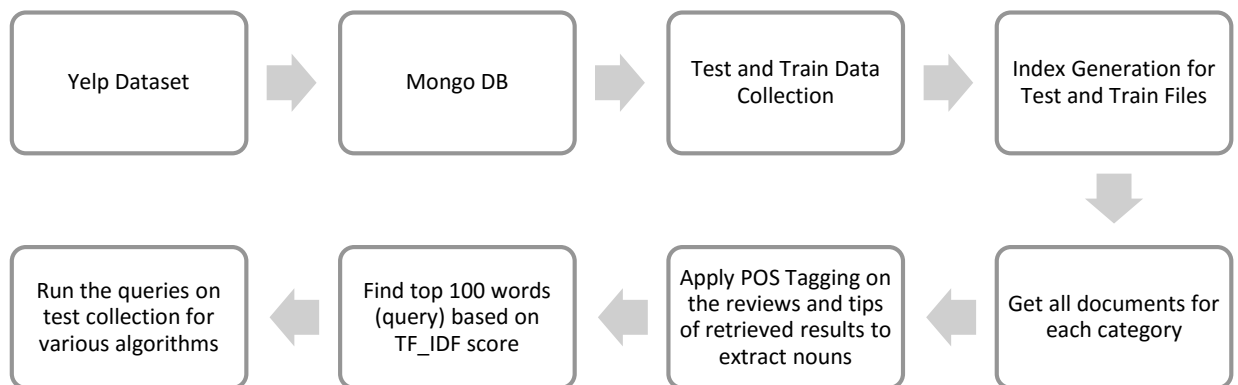 Yelp Dataset
Mongo DB
Test and Train Data
Collection
Index Generation for
Test and Train Files
Get all documents for
each category
Apply POS Tagging on
the reviews and tips
of retrieved results to
extract nouns
Find top 100 words
(query) based on
TF_IDF score
Run the queries on
test collection for
various algorithms